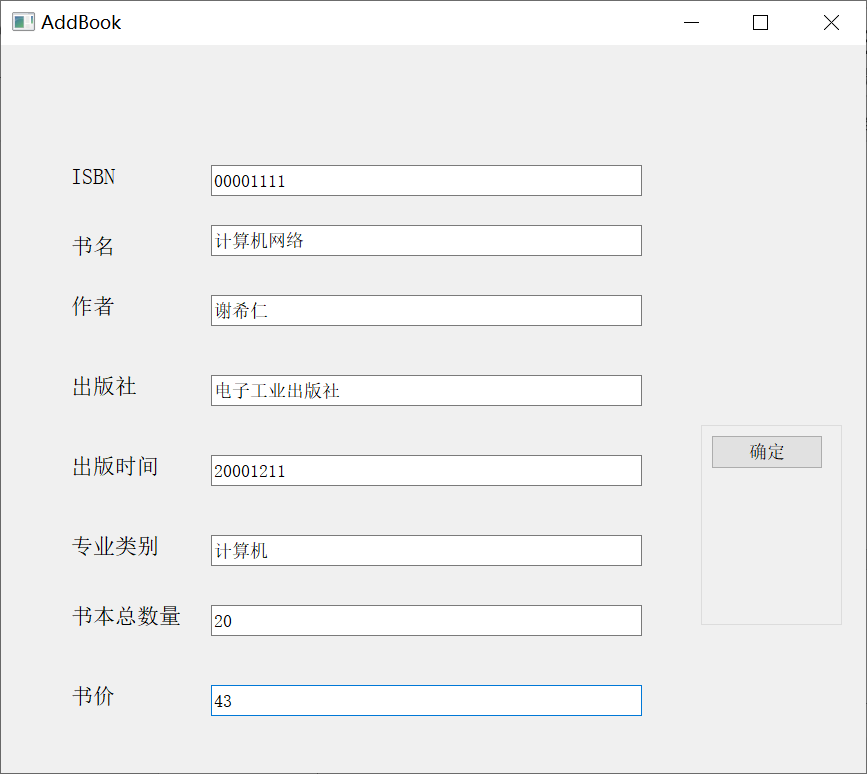 AddBook
ISBN 00001111
书名 计算机网络
作者 谢希仁
出版社 电子工业出版社
出版时间 20001211
确定
专业类别 计算机
书本总数量 20
书价 43